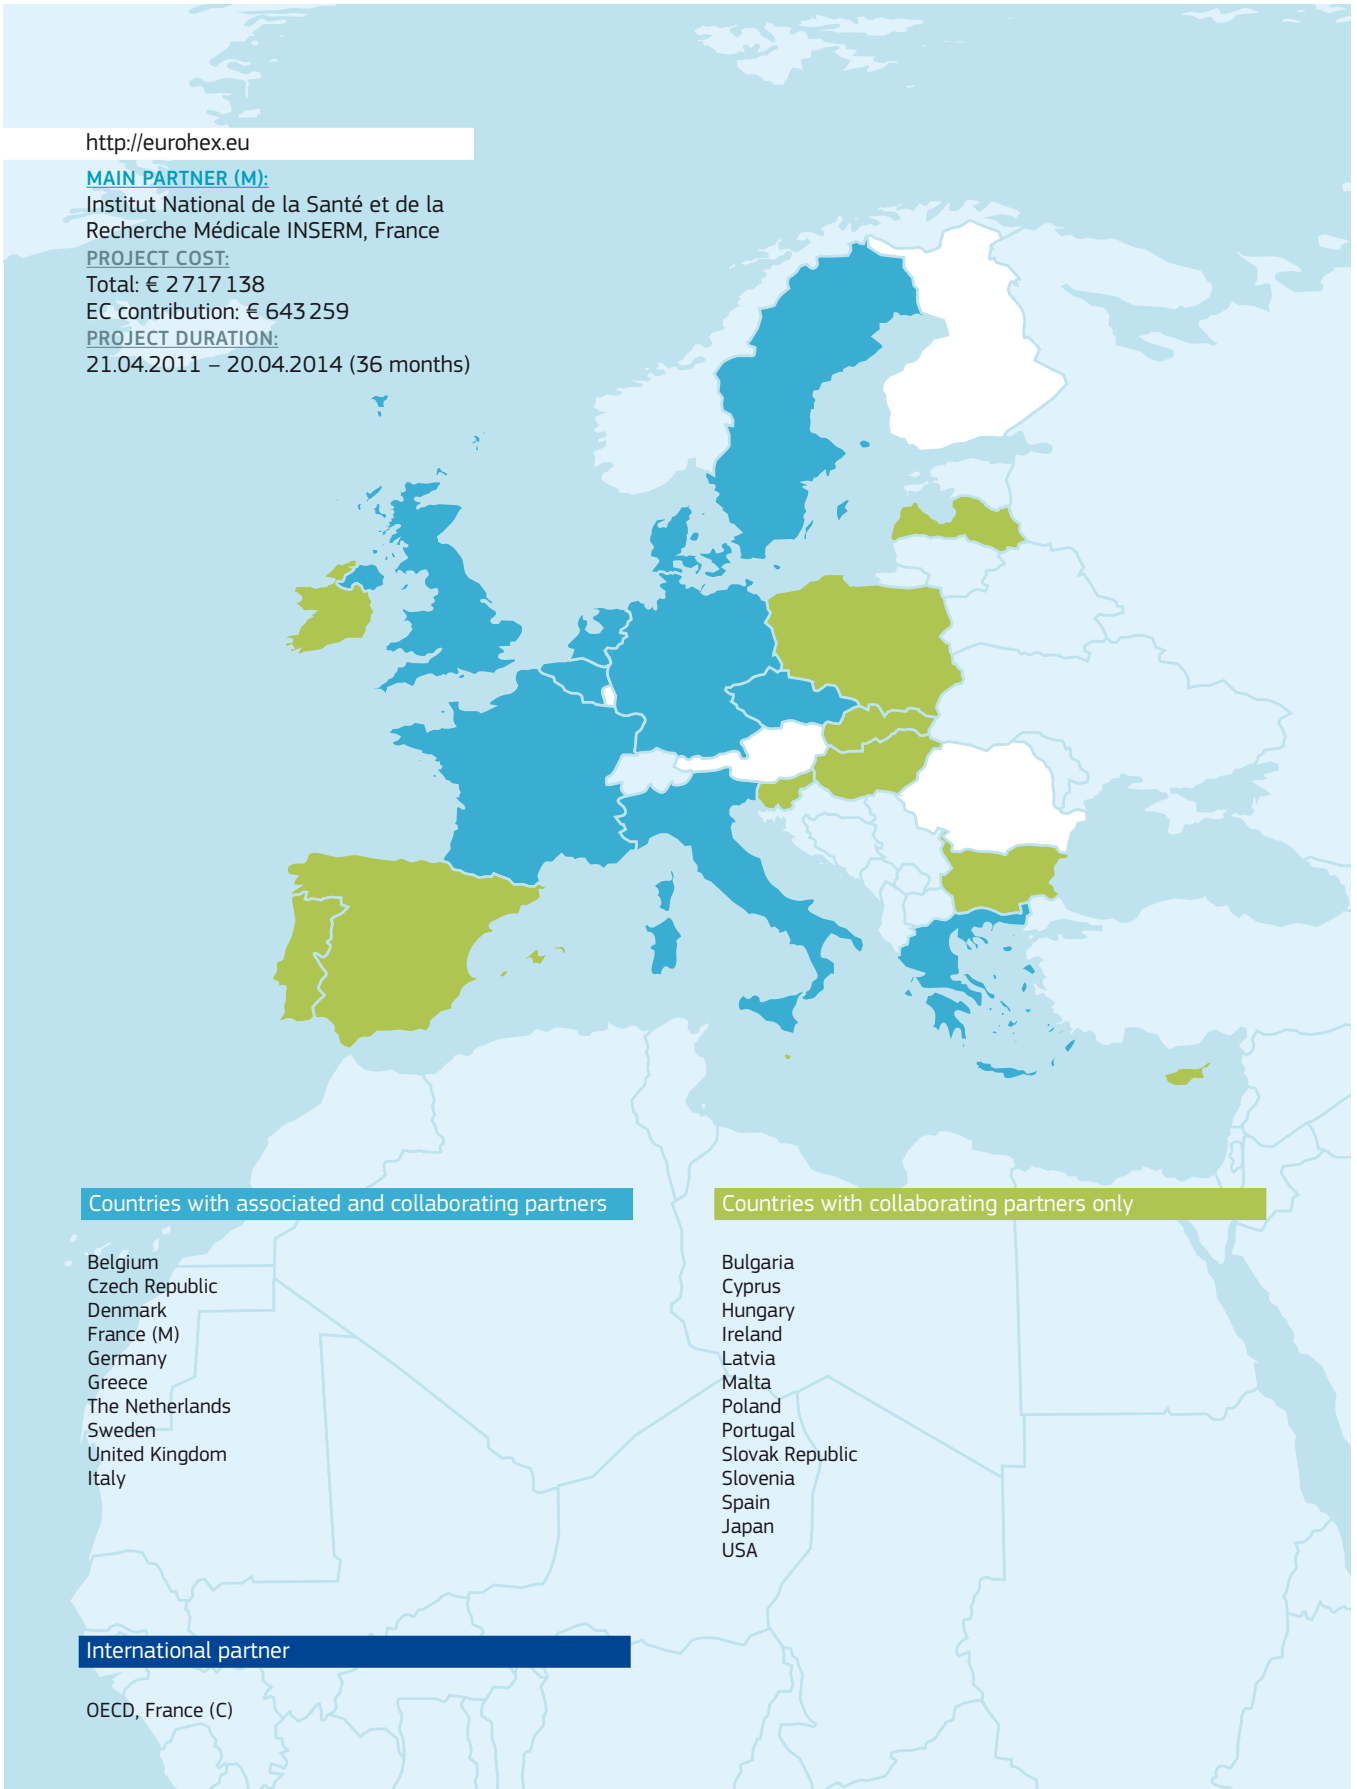 http://eurohex.eu
MAIN PARTNER (M):
Institut National de la Santé et de la
Recherche Médicale INSERM, France
PROJECT COST:
Total: € 2 717 138
EC contribution: € 643 259
PROJECT DURATION:
21.04.2011 – 20.04.2014 (36 months)
Countries with associated and collaborating partners
Belgium
Czech Republic
Denmark
France (M)
Germany
Greece
The Netherlands
Sweden
United Kingdom
Italy
Countries with collaborating partners only
Bulgaria
Cyprus
Hungary
Ireland
Latvia
Malta
Poland
Portugal
Slovak Republic
Slovenia
Spain
Japan
USA
International partner
OECD, France (C)